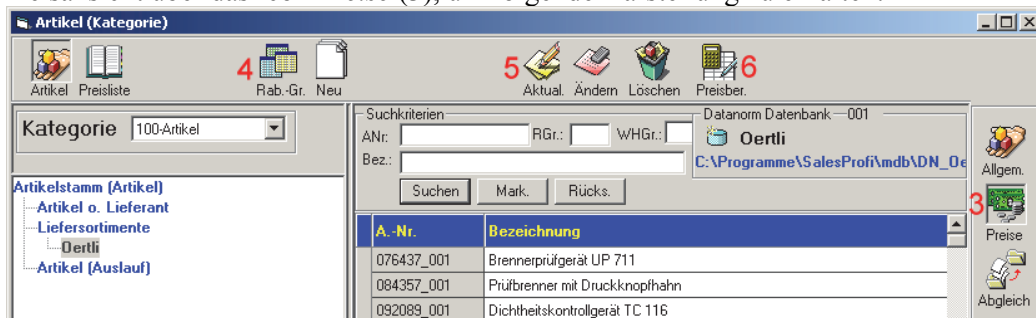 Artikel (Kategorie)
4
5
6
Artikel Preisliste Rab.-Gr. Neu Aktual. Ändern Löschen Preisber.
Kategorie 100-Artikel
Suchkriterien
ANr: RGr.: WHGr.:
Bez.:
Suchen Mark. Rücks.
Datanorm Datenbank 001
Oertli
C:\Programme\SalesProfi\mdb\DN_Oe
Artikelstamm (Artikel)
Artikel o. Lieferant
Liefersortimente
Oertli
Artikel (Auslauf)
A.-Nr. Bezeichnung
076437_001 Brennerprüfgerät UP 711
084357_001 Prüfbrenner mit Druckknopfhahn
092089_001 Dichtheitskontrollgerät TC 116
Allgem.
3
Preise
Abgleich